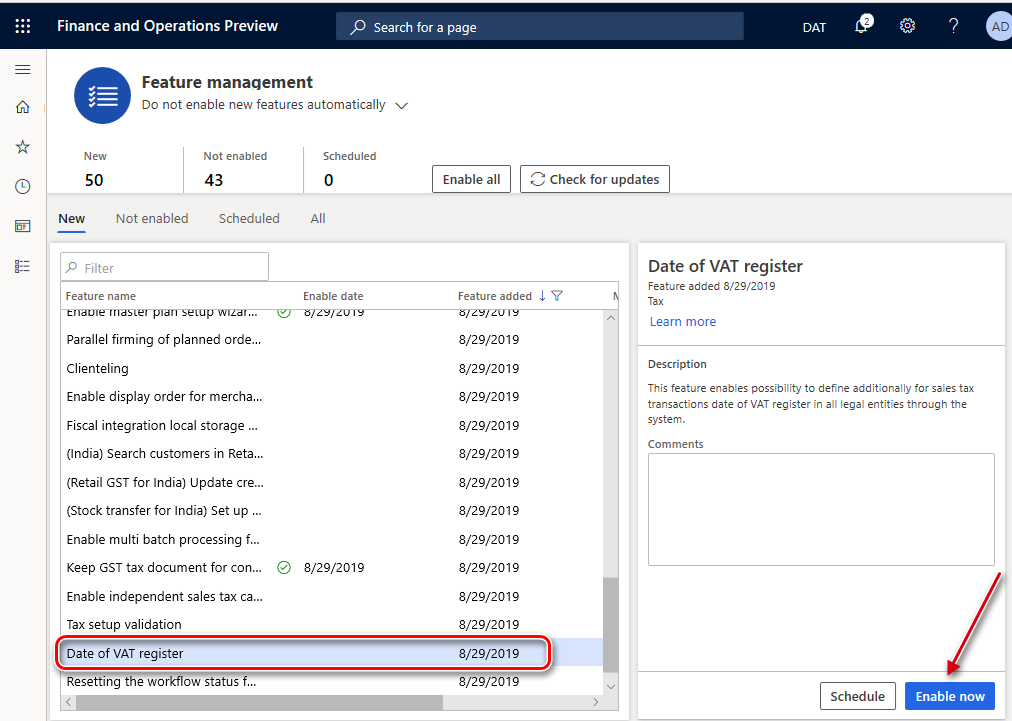 Finance and Operations Preview
Search for a page
DAT
2
?
AD
Feature management
Do not enable new features automatically
New
50
Not enabled
43
Scheduled
0
Enable all
Check for updates
New
Not enabled
Scheduled
All
Filter
Feature name Enable date Feature added M
Enable master plan setup wizar... 8/29/2019 8/29/2019
Parallel firming of planned orde... 8/29/2019
Clienteling 8/29/2019
Enable display order for mercha... 8/29/2019
Fiscal integration local storage ... 8/29/2019
(India) Search customers in Reta... 8/29/2019
(Retail GST for India) Update cre... 8/29/2019
(Stock transfer for India) Set up ... 8/29/2019
Enable multi batch processing f... 8/29/2019
Keep GST tax document for con... 8/29/2019 8/29/2019
Enable independent sales tax ca... 8/29/2019
Tax setup validation 8/29/2019
Date of VAT register 8/29/2019
Resetting the workflow status f... 8/29/2019
Date of VAT register
Feature added 8/29/2019
Tax
Learn more
Description
This feature enables possibility to define additionally for sales tax
transactions date of VAT register in all legal entities through the
system.
Comments
Schedule
Enable now